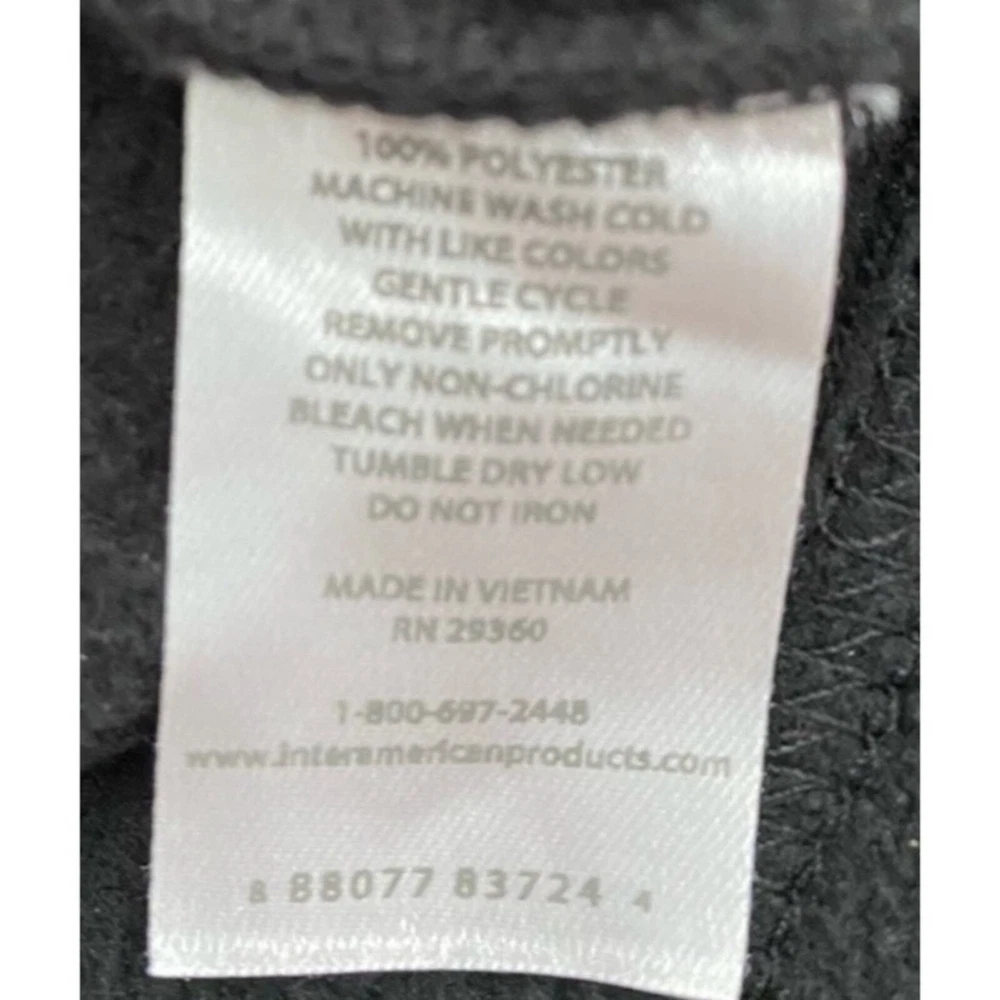 100% POLYESTER
MACHINE WASH COLD
WITH LIKE COLORS
GENTLE CYCLE
REMOVE PROMPTLY
ONLY NON-CHLORINE
BLEACH WHEN NEEDED
TUMBLE DRY LOW
DO NOT IRON
MADE IN VIETNAM
RN 29360
1-800-697-2448
www.interamericanproducts.com
8 88077 83724 4